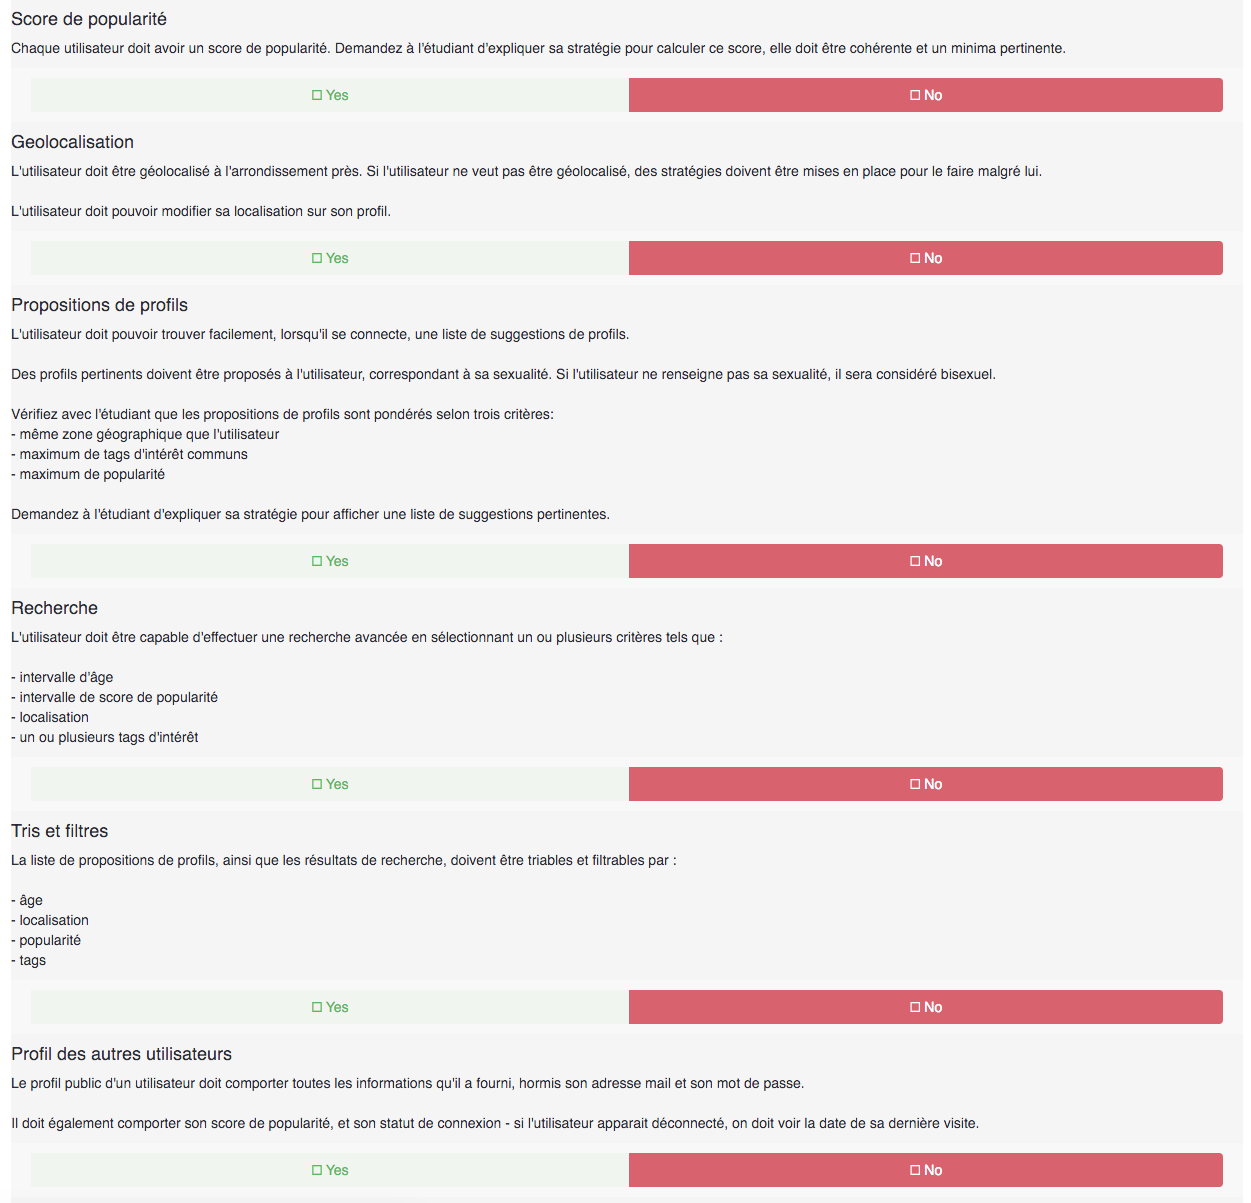 Score de popularité
Chaque utilisateur doit avoir un score de popularité. Demandez à l'étudiant d'expliquer sa stratégie pour calculer ce score, elle doit être cohérente et un minima pertinente.
☐ Yes ☐ No
Geolocalisation
L'utilisateur doit être géolocalisé à l'arrondissement près. Si l'utilisateur ne veut pas être géolocalisé, des stratégies doivent être mises en place pour le faire malgré lui.
L'utilisateur doit pouvoir modifier sa localisation sur son profil.
☐ Yes ☐ No
Propositions de profils
L'utilisateur doit pouvoir trouver facilement, lorsqu'il se connecte, une liste de suggestions de profils.
Des profils pertinents doivent être proposés à l'utilisateur, correspondant à sa sexualité. Si l'utilisateur ne renseigne pas sa sexualité, il sera considéré bisexuel.
Vérifiez avec l'étudiant que les propositions de profils sont pondérés selon trois critères:
- même zone géographique que l'utilisateur
- maximum de tags d'intérêt communs
- maximum de popularité
Demandez à l'étudiant d'expliquer sa stratégie pour afficher une liste de suggestions pertinentes.
☐ Yes ☐ No
Recherche
L'utilisateur doit être capable d'effectuer une recherche avancée en sélectionnant un ou plusieurs critères tels que :
- intervalle d'âge
- intervalle de score de popularité
- localisation
- un ou plusieurs tags d'intérêt
☐ Yes ☐ No
Tris et filtres
La liste de propositions de profils, ainsi que les résultats de recherche, doivent être triables et filtrables par :
- âge
- localisation
- popularité
- tags
☐ Yes ☐ No
Profil des autres utilisateurs
Le profil public d'un utilisateur doit comporter toutes les informations qu'il a fourni, hormis son adresse mail et son mot de passe.
Il doit également comporter son score de popularité, et son statut de connexion - si l'utilisateur apparait déconnecté, on doit voir la date de sa dernière visite.
☐ Yes ☐ No